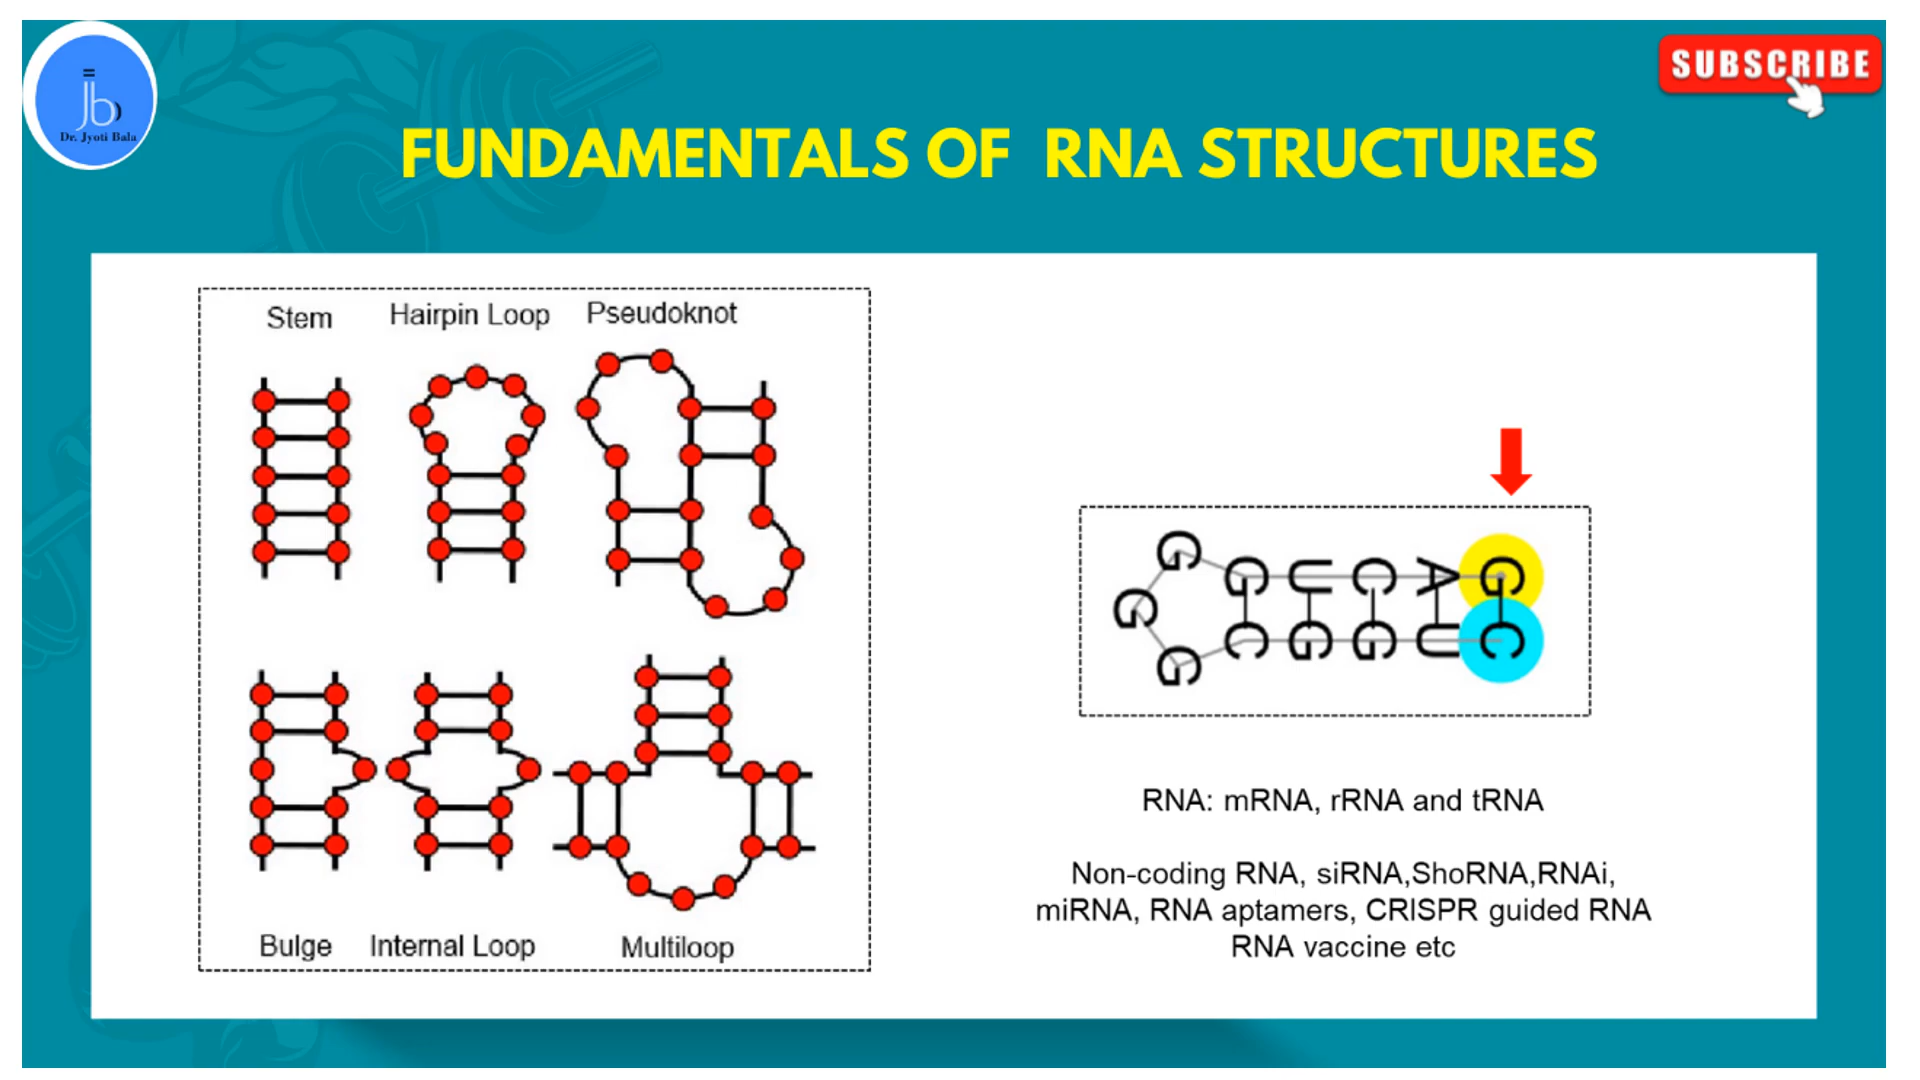 Dr. Jyoti Bala
SUBSCRIBE
FUNDAMENTALS OF RNA STRUCTURES
Stem Hairpin Loop Pseudoknot
Bulge Internal Loop Multiloop
G G U C A G
G
G C G G U C
RNA: mRNA, rRNA and tRNA
Non-coding RNA, siRNA,ShoRNA,RNAi,
miRNA, RNA aptamers, CRISPR guided RNA
RNA vaccine etc